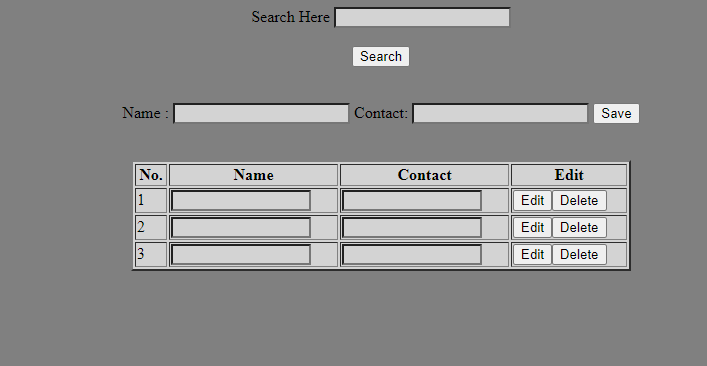 Search Here
Search
Name : Contact: Save
No. Name Contact Edit
1 Edit Delete
2 Edit Delete
3 Edit Delete